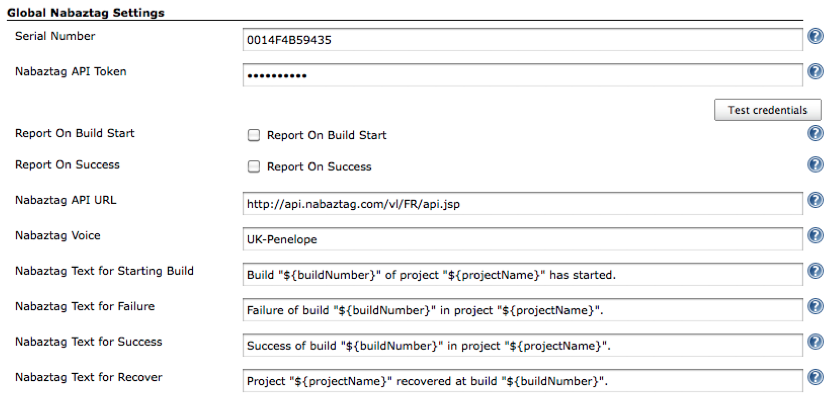 Global Nabaztag Settings
Serial Number
0014F4B59435
Nabaztag API Token
••••••••••
Test credentials
Report On Build Start
Report On Build Start
Report On Success
Report On Success
Nabaztag API URL
http://api.nabaztag.com/vl/FR/api.jsp
Nabaztag Voice
UK-Penelope
Nabaztag Text for Starting Build
Build "${buildNumber}" of project "${projectName}" has started.
Nabaztag Text for Failure
Failure of build "${buildNumber}" in project "${projectName}".
Nabaztag Text for Success
Success of build "${buildNumber}" in project "${projectName}".
Nabaztag Text for Recover
Project "${projectName}" recovered at build "${buildNumber}".